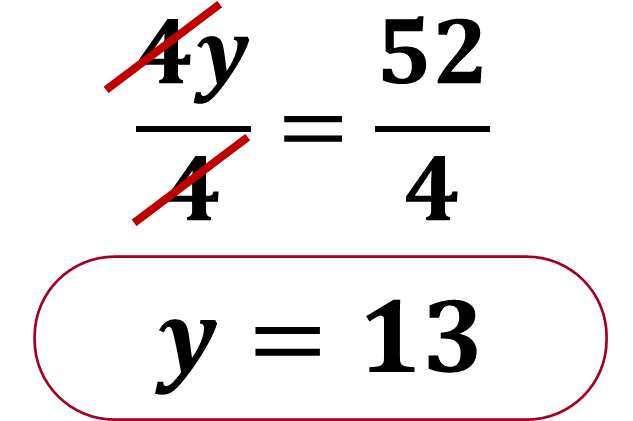 4y/4 = 52/4
y = 13